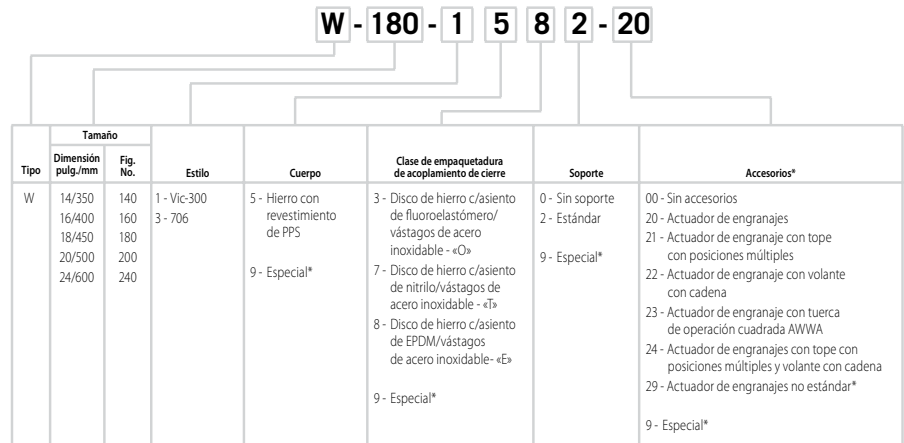 W - 180 - 1 5 8 2 - 20
Tipo
Tamaño
Dimensión
pulg./mm
Fig.
No.
Estilo
Cuerpo
Clase de empaquetadura
de acoplamiento de cierre
Soporte
Accesorios*
W
14/350
16/400
18/450
20/500
24/600
140
160
180
200
240
1 - Vic-300
3 - 706
5 - Hierro con
revestimiento
de PPS
9 - Especial*
3 - Disco de hierro c/asiento
de fluoroelastómero/
vástagos de acero
inoxidable - «O»
7 - Disco de hierro c/asiento
de nitrilo/vástagos de
acero inoxidable - «T»
8 - Disco de hierro c/asiento
de EPDM/vástagos
de acero inoxidable- «E»
9 - Especial*
0 - Sin soporte
2 - Estándar
9 - Especial*
00 - Sin accesorios
20 - Actuador de engranajes
21 - Actuador de engranaje con tope
con posiciones múltiples
22 - Actuador de engranaje con volante
con cadena
23 - Actuador de engranaje con tuerca
de operación cuadrada AWWA
24 - Actuador de engranajes con tope con
posiciones múltiples y volante con cadena
29 - Actuador de engranajes no estándar*
9 - Especial*